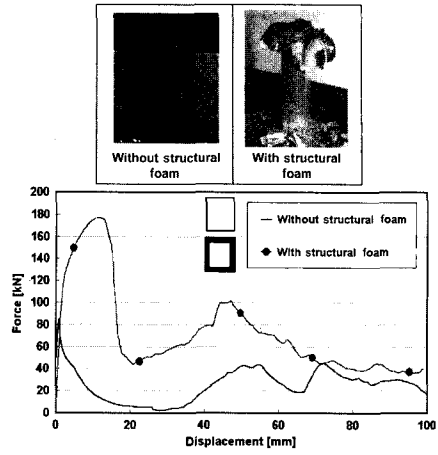 Without structural
foam
With structural
foam
200
180
160
140
120
100
80
60
40
20
0
Force [kN]
Without structural foam
With structural foam
0
20
40
60
80
100
Displacement [mm]